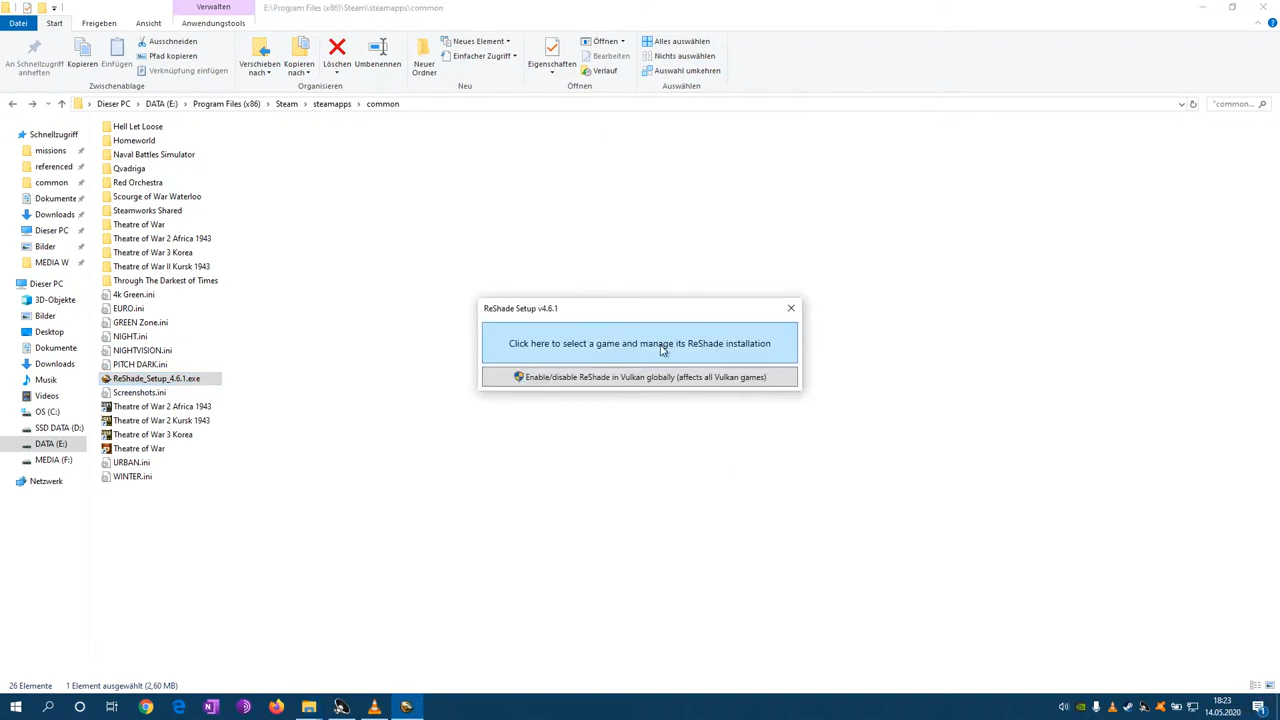 Verwalten
E:\Program Files (x86)\Steam\steamapps\common
Datei Start Freigeben Ansicht Anwendungstools
An Schnellzugriff anheften
Kopieren
Einfügen
Ausschneiden
Pfad kopieren
Verknüpfung einfügen
Zwischenablage
Verschieben nach
Kopieren nach
Löschen
Umbenennen
Organisieren
Neuer Ordner
Neues Element
Einfacher Zugriff
Neu
Eigenschaften
Öffnen
Bearbeiten
Verlauf
Öffnen
Alles auswählen
Nichts auswählen
Auswahl umkehren
Auswählen
Dieser PC > DATA (E:) > Program Files (x86) > Steam > steamapps > common
"common...
Schnellzugriff
missions
referenced
common
Dokumente
Downloads
Dieser PC
Bilder
MEDIA W
Dieser PC
3D-Objekte
Bilder
Desktop
Dokumente
Downloads
Musik
Videos
OS (C:)
SSD DATA (D:)
DATA (E:)
MEDIA (F:)
Netzwerk
Hell Let Loose
Homeworld
Naval Battles Simulator
Qvadriga
Red Orchestra
Scourge of War Waterloo
Steamworks Shared
Theatre of War
Theatre of War 2 Africa 1943
Theatre of War 3 Korea
Theatre of War II Kursk 1943
Through The Darkest of Times
4k Green.ini
EURO.ini
GREEN Zone.ini
NIGHT.ini
NIGHTVISION.ini
PITCH DARK.ini
ReShade_Setup_4.6.1.exe
Screenshots.ini
Theatre of War 2 Africa 1943
Theatre of War 2 Kursk 1943
Theatre of War 3 Korea
Theatre of War
URBAN.ini
WINTER.ini
ReShade Setup v4.6.1
Click here to select a game and manage its ReShade installation
Enable/disable ReShade in Vulkan globally (affects all Vulkan games)
26 Elemente 1 Element ausgewählt (2,60 MB)
18:23
14.05.2020